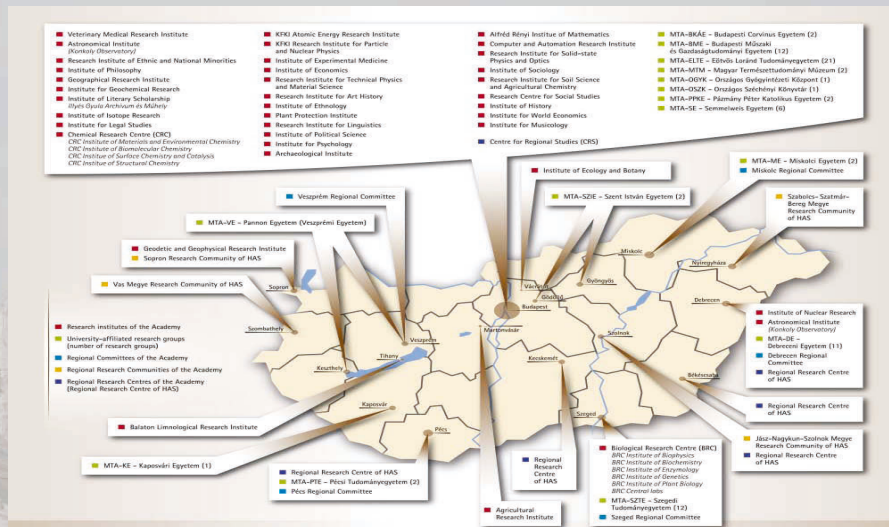 Veterinary Medical Research Institute
Astronomical Institute
(Konkoly Observatory)
Research Institute of Ethnic and National Minorities
Institute of Philosophy
Geographical Research Institute
Institute for Geochemical Research
Institute of Literary Scholarship
Illyés Gyula Archívum és Műhely
Institute of Isotope Research
Institute for Legal Studies
Chemical Research Centre (CRC)
CRC Institute of Materials and Environmental Chemistry
CRC Institute of Biomolecular Chemistry
CRC Institue of Surface Chemistry and Catalysis
CRC Institute of Structural Chemistry
KFKI Atomic Energy Research Institute
KFKI Research Institute for Particle
and Nuclear Physics
Institute of Experimental Medicine
Institute of Economics
Research Institute for Technical Physics
and Material Science
Research Institute for Art History
Institute of Ethnology
Plant Protection Institute
Research Institute for Linguistics
Institute of Political Science
Institute for Psychology
Archaeological Institute
Alfréd Rényi Institue of Mathematics
Computer and Automation Research Institute
Research Institute for Solid-state
Physics and Optics
Institute of Sociology
Research Institute for Soil Science
and Agricultural Chemistry
Research Centre for Social Studies
Institute of History
Institute for World Economics
Institute for Musicology
Centre for Regional Studies (CRS)
MTA-BKÁE - Budapesti Corvinus Egyetem (2)
MTA-BME - Budapesti Műszaki
és Gazdaságtudományi Egyetem (12)
MTA-ELTE - Eötvös Loránd Tudományegyetem (21)
MTA-MTM - Magyar Természettudományi Múzeum (2)
MTA-OGYK - Országos Gyógyintézeti Központ (1)
MTA-OSZK - Országos Széchényi Könyvtár (1)
MTA-PPKE - Pázmány Péter Katolikus Egyetem (2)
MTA-SE - Semmelweis Egyetem (6)
Institute of Ecology and Botany
MTA-ME - Miskolci Egyetem (2)
Miskolc Regional Committee
Veszprém Regional Committee
MTA-SZIE - Szent István Egyetem (2)
Szabolcs-Szatmár-
Bereg Megye
Research Community
of HAS
MTA-VE - Pannon Egyetem (Veszprémi Egyetem)
Geodetic and Geophysical Research Institute
Sopron Research Community of HAS
Vas Megye Research Community of HAS
Miskolc
Nyíregyháza
Sopron
Vácrátót
Gyöngyös
Gödöllő
Budapest
Debrecen
Szombathely
Martonvásár
Szolnok
Veszprém
Tihany
Keszthely
Kecskemét
Békéscsaba
Kaposvár
Szeged
Pécs
Research institutes of the Academy
University-affiliated research groups
(number of research groups)
Regional Committees of the Academy
Regional Research Communities of the Academy
Regional Research Centres of the Academy
(Regional Research Centre of HAS)
Institute of Nuclear Research
Astronomical Institute
(Konkoly Observatory)
MTA-DE -
Debreceni Egyetem (11)
Debrecen Regional
Committee
Regional Research Centre
of HAS
Regional Research Centre
of HAS
Balaton Limnological Research Institute
Jász-Nagykun-Szolnok Megye
Research Community of HAS
Regional Research Centre
of HAS
MTA-KE - Kaposvári Egyetem (1)
Regional Research Centre of HAS
MTA-PTE - Pécsi Tudományegyetem (2)
Pécs Regional Committee
Regional
Research
Centre
of HAS
Biological Research Centre (BRC)
BRC Institute of Biophysics
BRC Institute of Biochemistry
BRC Institute of Enzymology
BRC Institute of Genetics
BRC Institute of Plant Biology
BRC Central labs
MTA-SZTE - Szegedi
Tudományegyetem (12)
Szeged Regional Committee
Agricultural
Research Institute